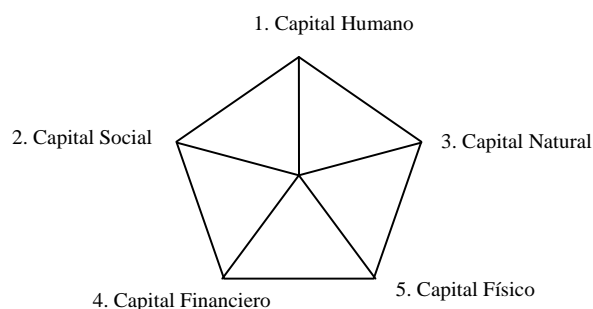 1. Capital Humano
2. Capital Social
3. Capital Natural
4. Capital Financiero
5. Capital Físico